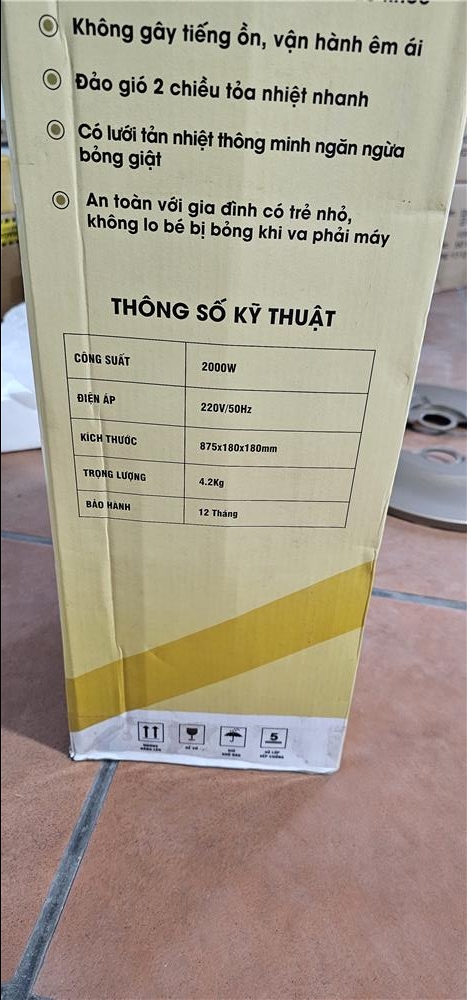 Không gây tiếng ồn, vận hành êm ái
Đảo gió 2 chiều tỏa nhiệt nhanh
Có lưới tản nhiệt thông minh ngăn ngừa
bỏng giật
An toàn với gia đình có trẻ nhỏ,
không lo bé bị bỏng khi va phải máy
THÔNG SỐ KỸ THUẬT
CÔNG SUẤT 2000W
ĐIỆN ÁP 220V/50Hz
KÍCH THƯỚC 875x180x180mm
TRỌNG LƯỢNG 4.2Kg
BẢO HÀNH 12 Tháng
5